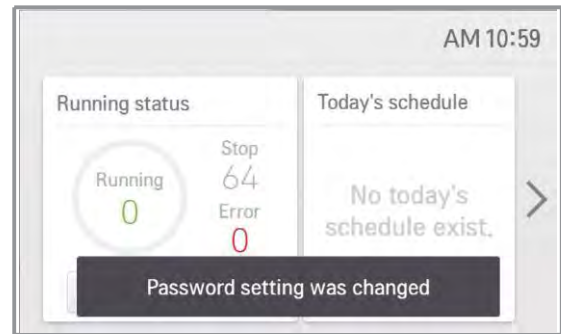 AM 10:59
Running status
Running
0
Stop
64
Error
0
Today's schedule
No today's
schedule exist.
Password setting was changed